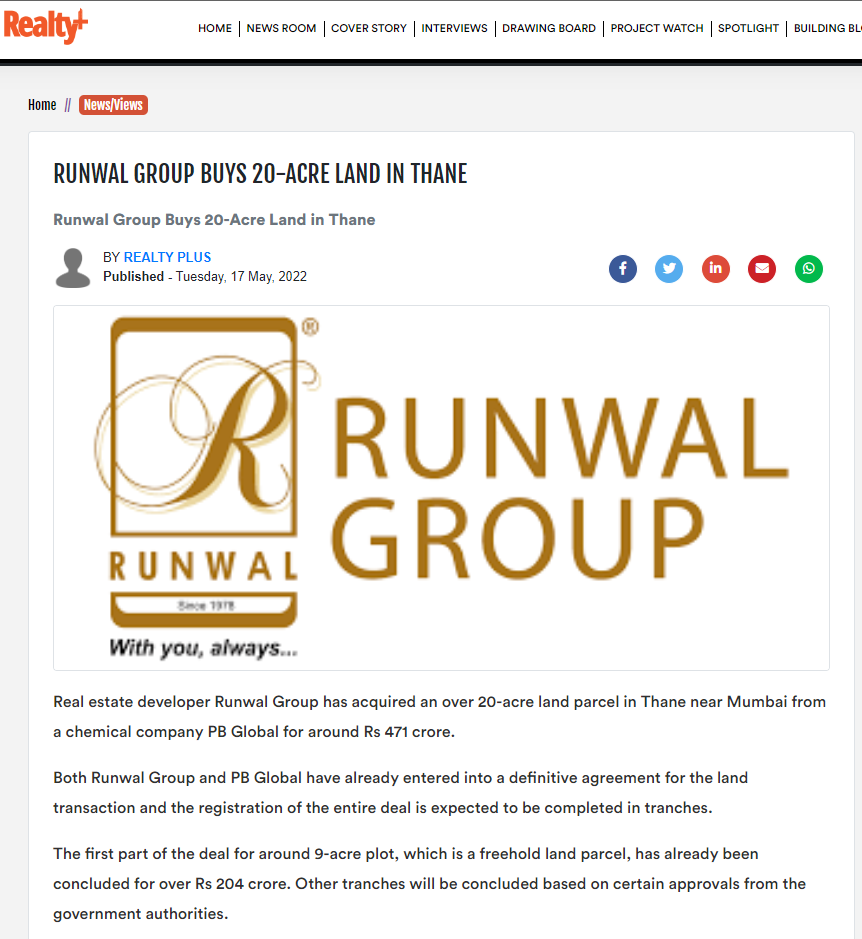 Realty+
HOME | NEWS ROOM | COVER STORY | INTERVIEWS | DRAWING BOARD | PROJECT WATCH | SPOTLIGHT | BUILDING BL
Home // News/Views
RUNWAL GROUP BUYS 20-ACRE LAND IN THANE
Runwal Group Buys 20-Acre Land in Thane
BY REALTY PLUS
Published - Tuesday, 17 May, 2022
R ®
RUNWAL
Since 1978
With you, always...
RUNWAL
GROUP
Real estate developer Runwal Group has acquired an over 20-acre land parcel in Thane near Mumbai from
a chemical company PB Global for around Rs 471 crore.
Both Runwal Group and PB Global have already entered into a definitive agreement for the land
transaction and the registration of the entire deal is expected to be completed in tranches.
The first part of the deal for around 9-acre plot, which is a freehold land parcel, has already been
concluded for over Rs 204 crore. Other tranches will be concluded based on certain approvals from the
government authorities.